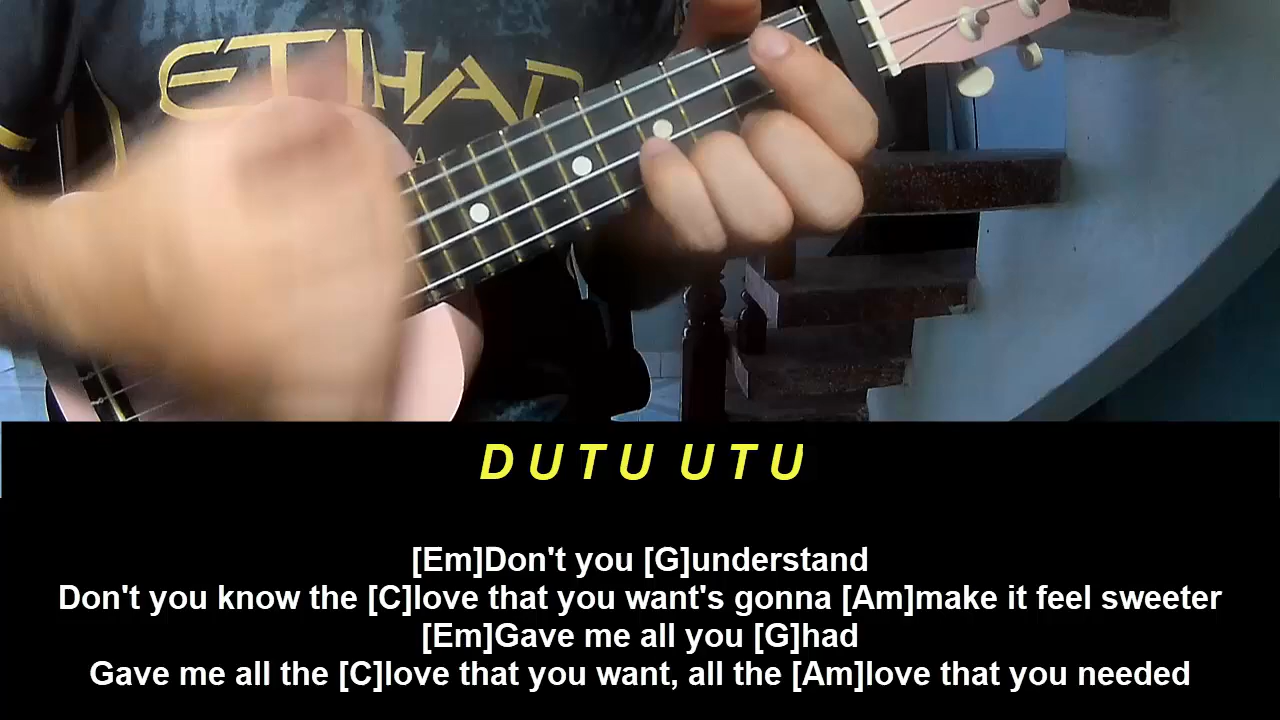 ETIHAD
A
D U T U U T U
[Em]Don't you [G]understand
Don't you know the [C]love that you want's gonna [Am]make it feel sweeter
[Em]Gave me all you [G]had
Gave me all the [C]love that you want, all the [Am]love that you needed